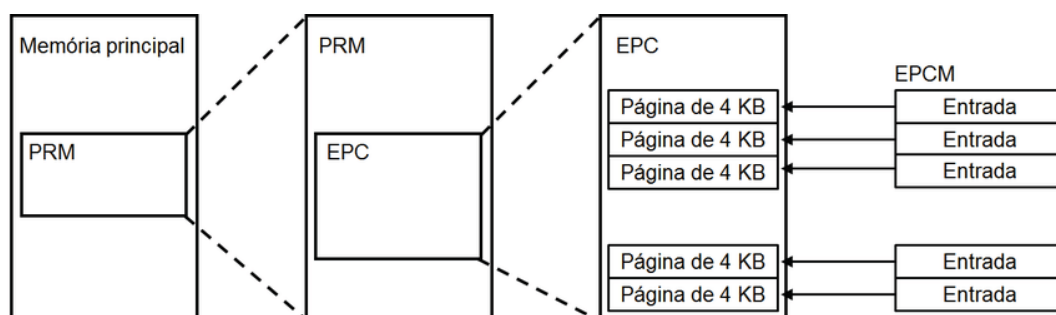 Memória principal
PRM
PRM
EPC
EPC
Página de 4 KB
Página de 4 KB
Página de 4 KB
Página de 4 KB
Página de 4 KB
EPCM
Entrada
Entrada
Entrada
Entrada
Entrada